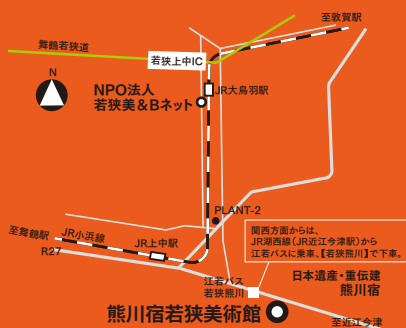 至敦賀駅
舞鶴若狭道
若狭上中IC
N
NPO法人
若狭美&Bネット
JR大鳥羽駅
PLANT-2
至舞鶴駅
JR小浜線
R27
JR上中駅
関西方面からは、
JR湖西線（JR近江今津駅）から
江若バスに乗車、【若狭熊川】で下車。
江若バス
若狭熊川
日本遺産・重伝建
熊川宿
熊川宿若狭美術館
至近江今津